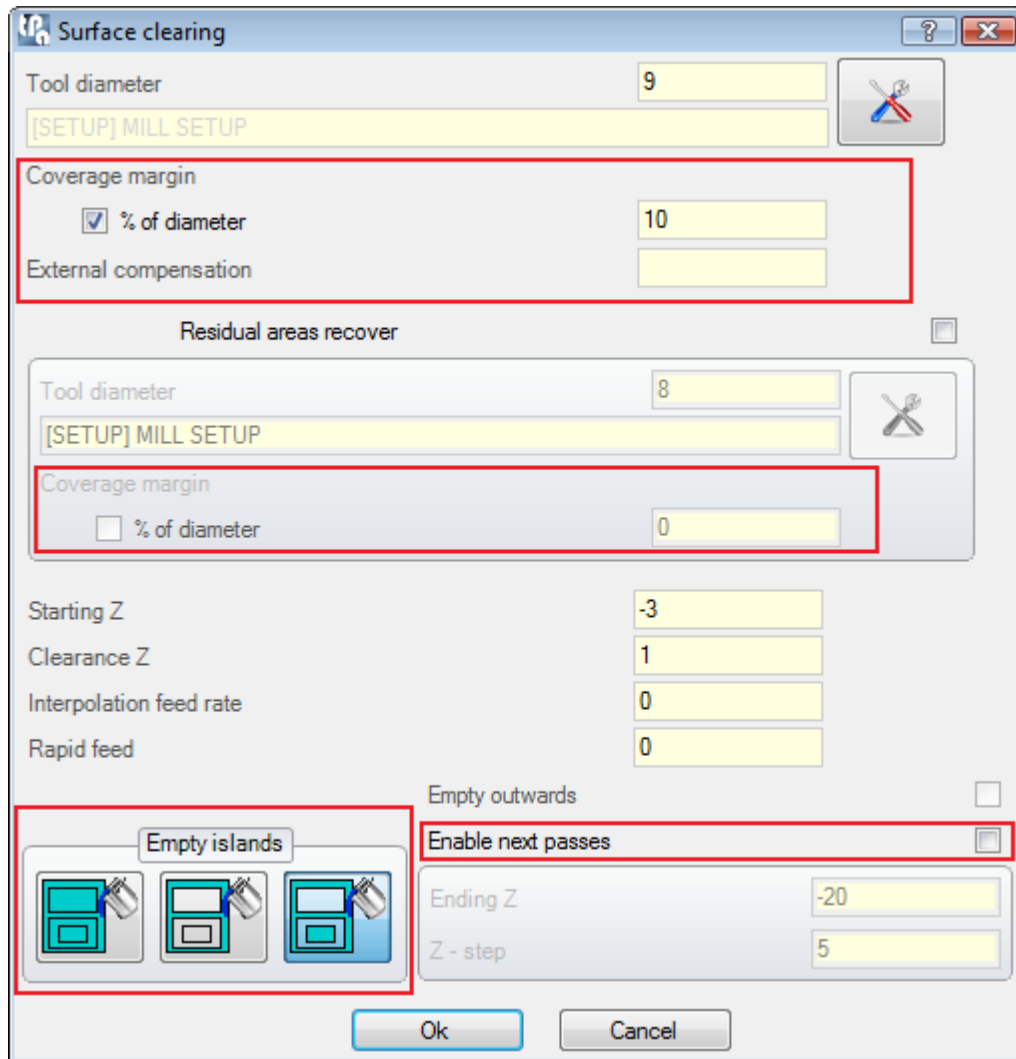 Surface clearing
Tool diameter 9
[SETUP] MILL SETUP
Coverage margin
% of diameter 10
External compensation
Residual areas recover
Tool diameter 8
[SETUP] MILL SETUP
Coverage margin
% of diameter 0
Starting Z -3
Clearance Z 1
Interpolation feed rate 0
Rapid feed 0
Empty outwards
Empty islands
Enable next passes
Ending Z -20
Z - step 5
Ok Cancel